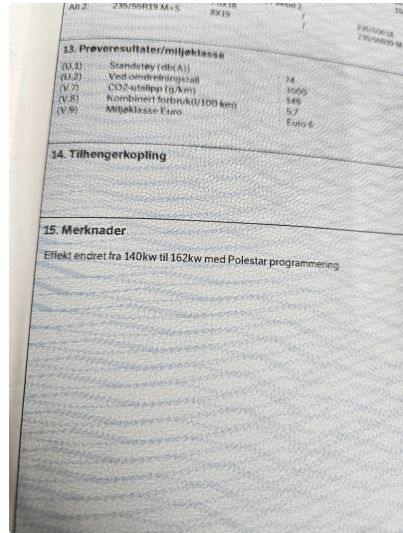 Alt 2: 235/55R19 M+S 8X19 /
235/55R19 M
13. Prøveresultater/miljøklasse
(U.1) Standstøy (db(A)) : 74
(U.2) Ved omdreiningstall : 3000
(V.7) CO2-utslipp (g/km) : 149
(V.8) Kombinert forbruk(l/100 km) : 5,7
(V.9) Miljøklasse Euro : Euro 6
14. Tilhengerkopling
15. Merknader
Effekt endret fra 140kw til 162kw med Polestar programmering